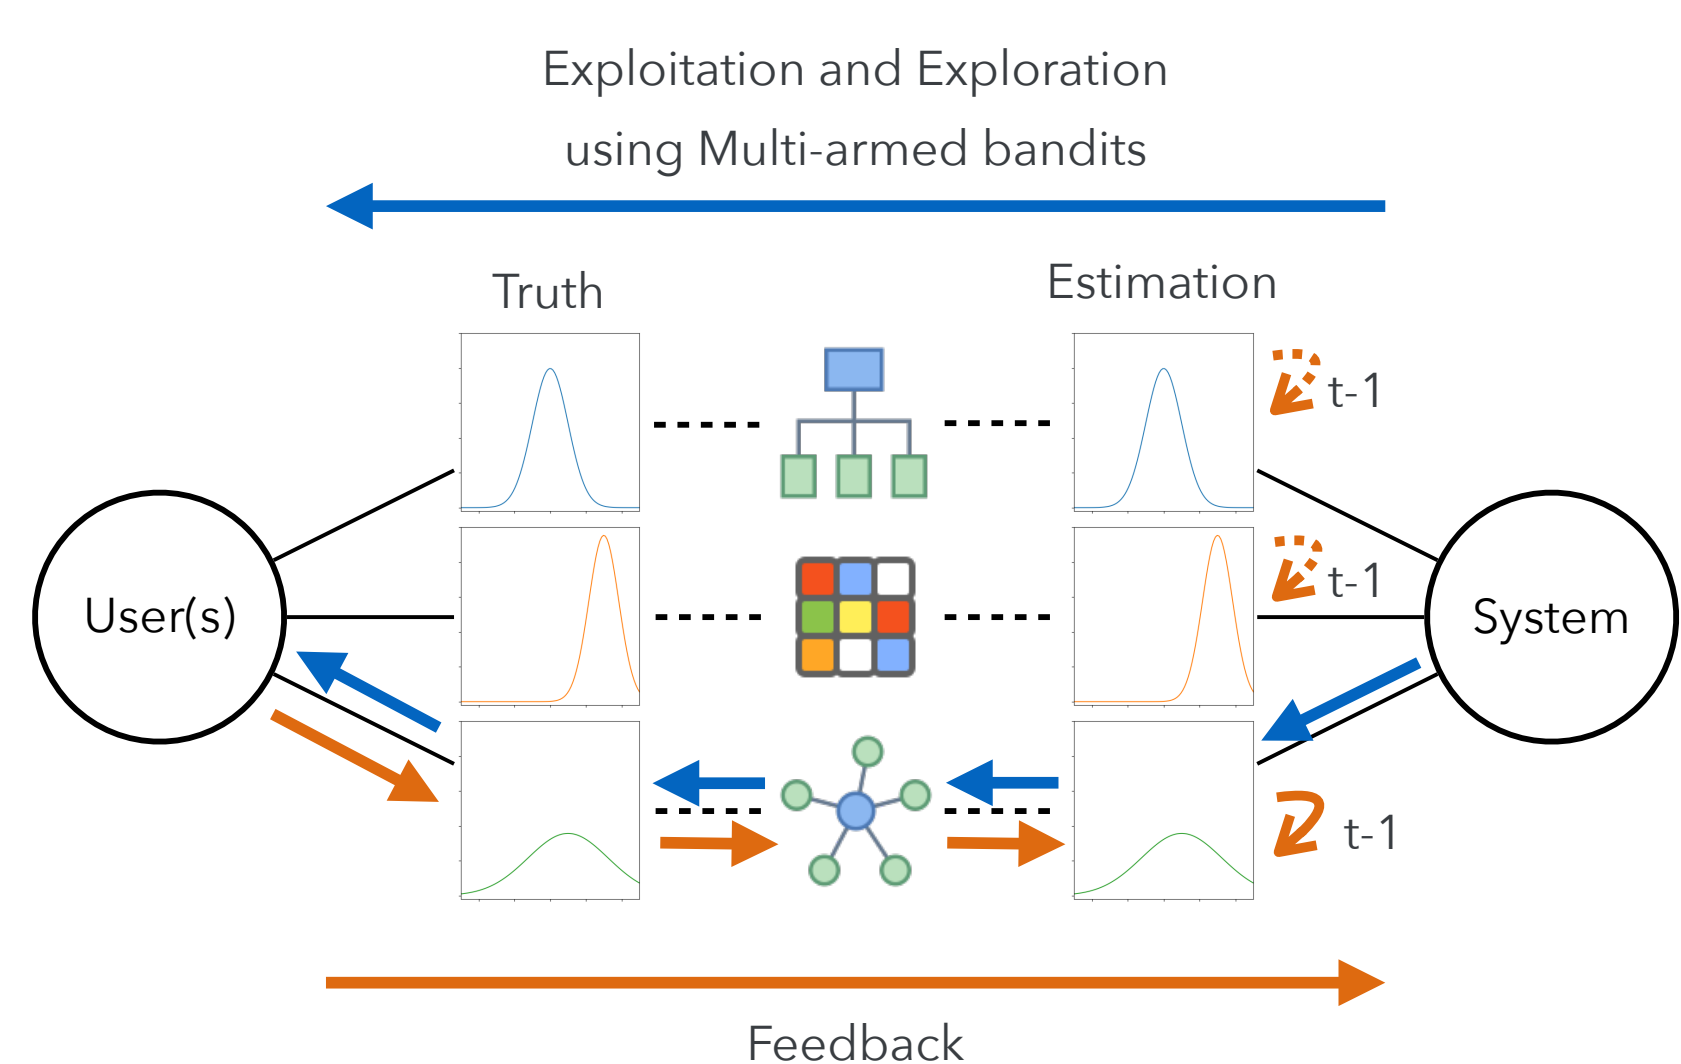 Exploitation and Exploration
using Multi-armed bandits
Truth
Estimation
t-1
t-1
User(s)
System
t-1
Feedback